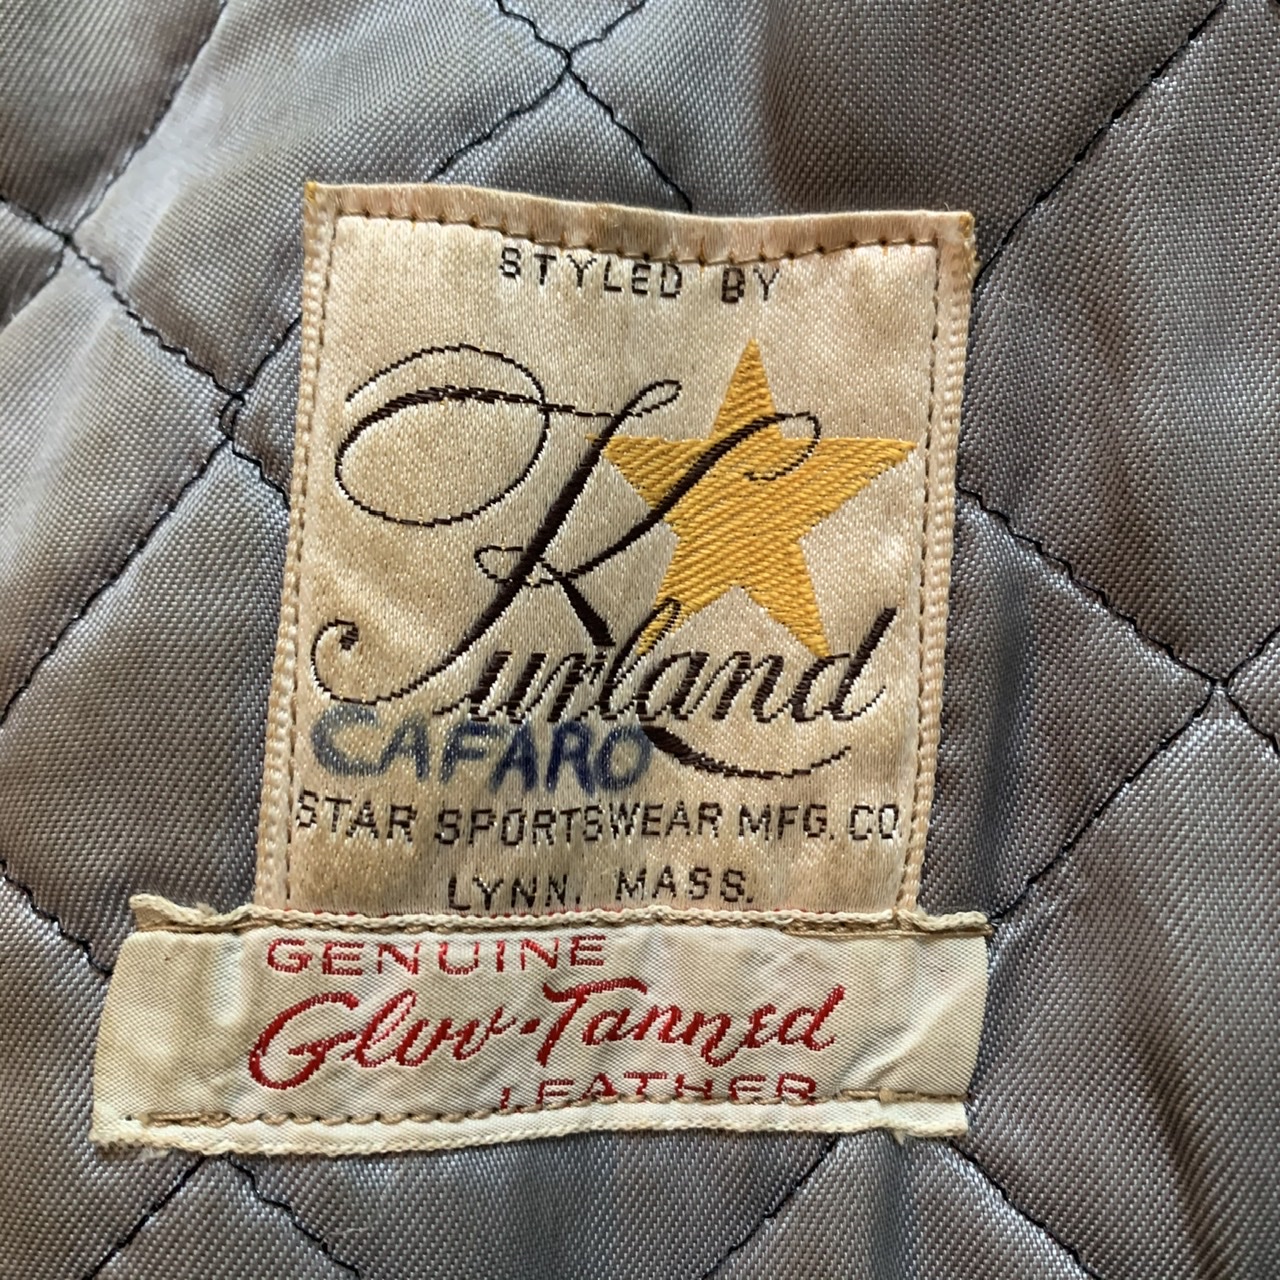 STYLED BY
Kurland
CAFARO
STAR SPORTSWEAR MFG. CO.
LYNN, MASS.
GENUINE
Glov-Tanned
LEATHER